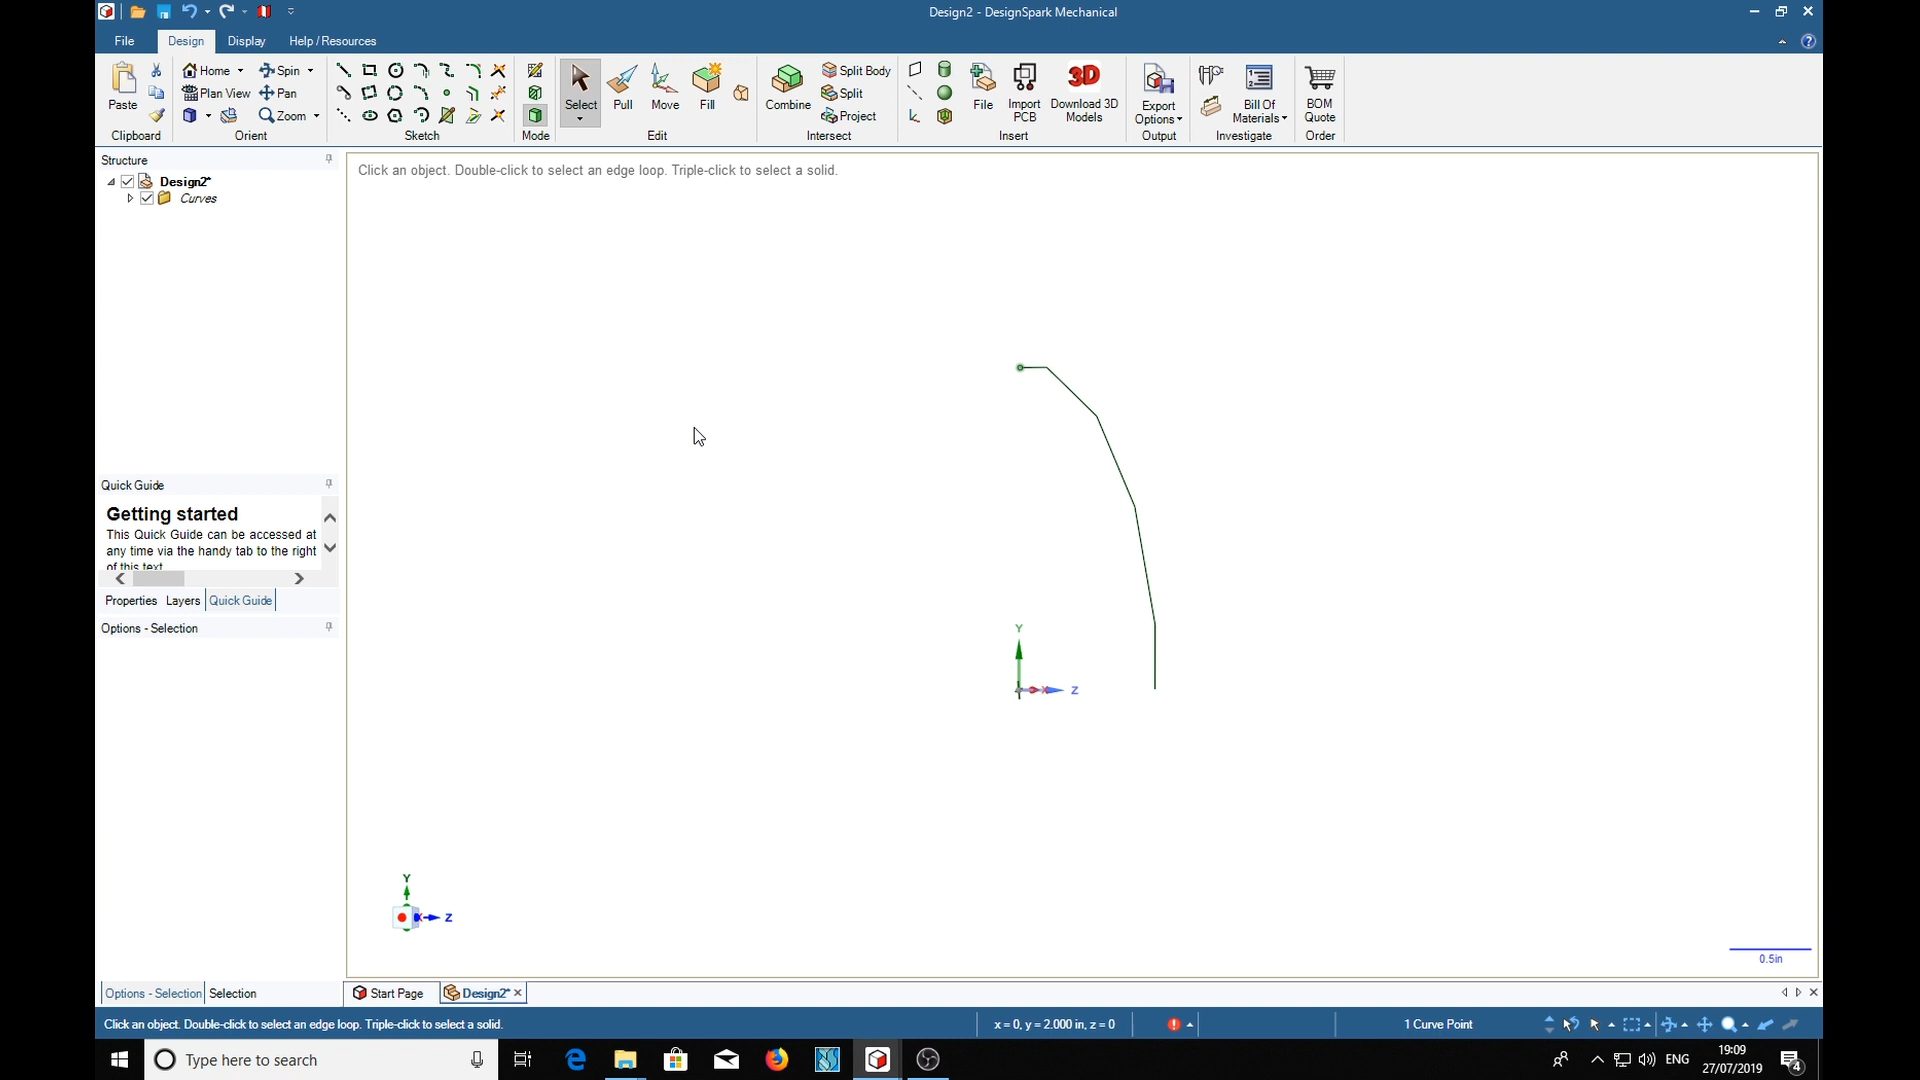 Design2 - DesignSpark Mechanical
File Design Display Help / Resources
Paste
Clipboard
Home Spin
Plan View Pan
Zoom
Orient
Sketch
Mode
Select Pull Move Fill
Edit
Combine
Split Body
Split
Project
Intersect
File
Import PCB
Download 3D Models
3D
Insert
Export Options
Output
Bill Of Materials
Investigate
BOM Quote
Order
Structure
Design2*
Curves
Click an object. Double-click to select an edge loop. Triple-click to select a solid.
Quick Guide
Getting started
This Quick Guide can be accessed at
any time via the handy tab to the right
of this text
Properties Layers Quick Guide
Options - Selection
Y
X Z
Y
X Z
0.5in
Options - Selection Selection
Start Page Design2*
Click an object. Double-click to select an edge loop. Triple-click to select a solid.
x = 0, y = 2.000 in, z = 0
1 Curve Point
Type here to search
ENG
19:09
27/07/2019
4